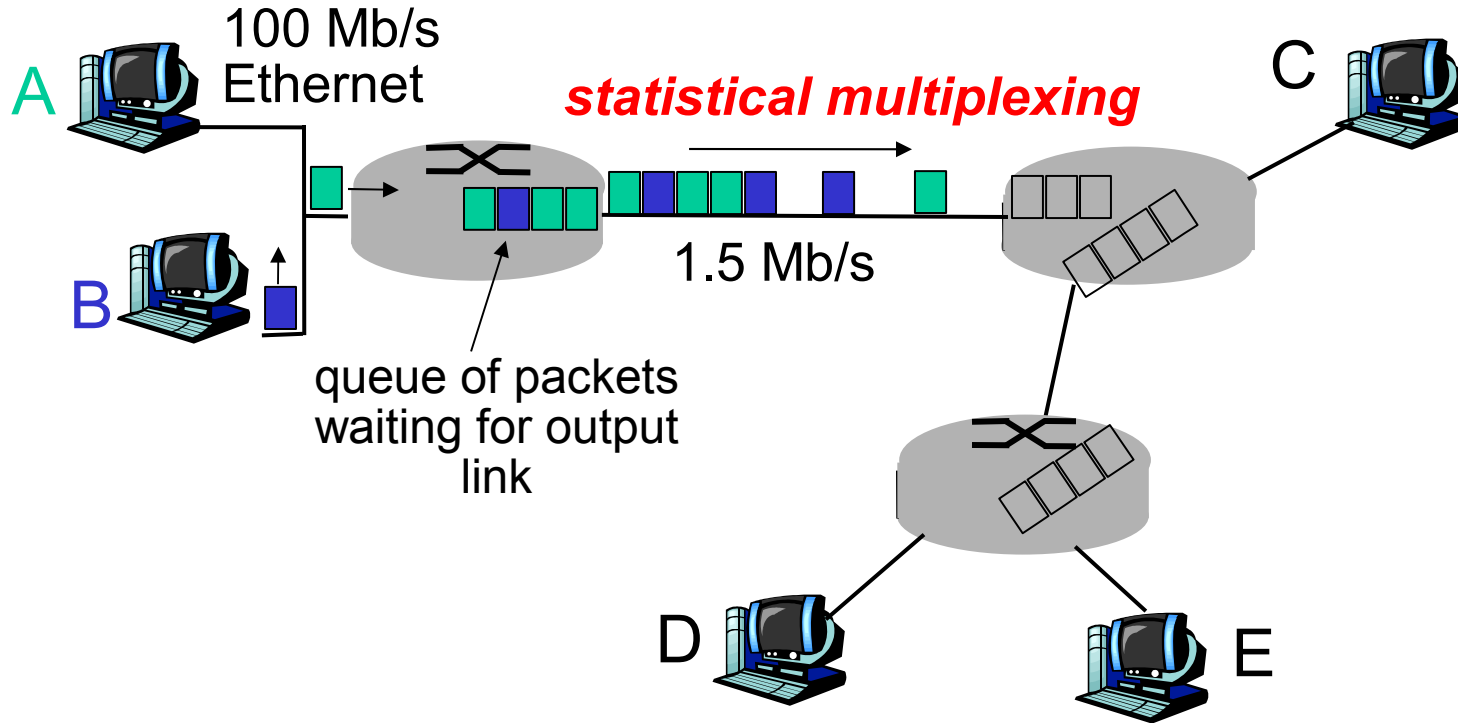 A
100 Mb/s
Ethernet
statistical multiplexing
C
B
1.5 Mb/s
queue of packets
waiting for output
link
D
E